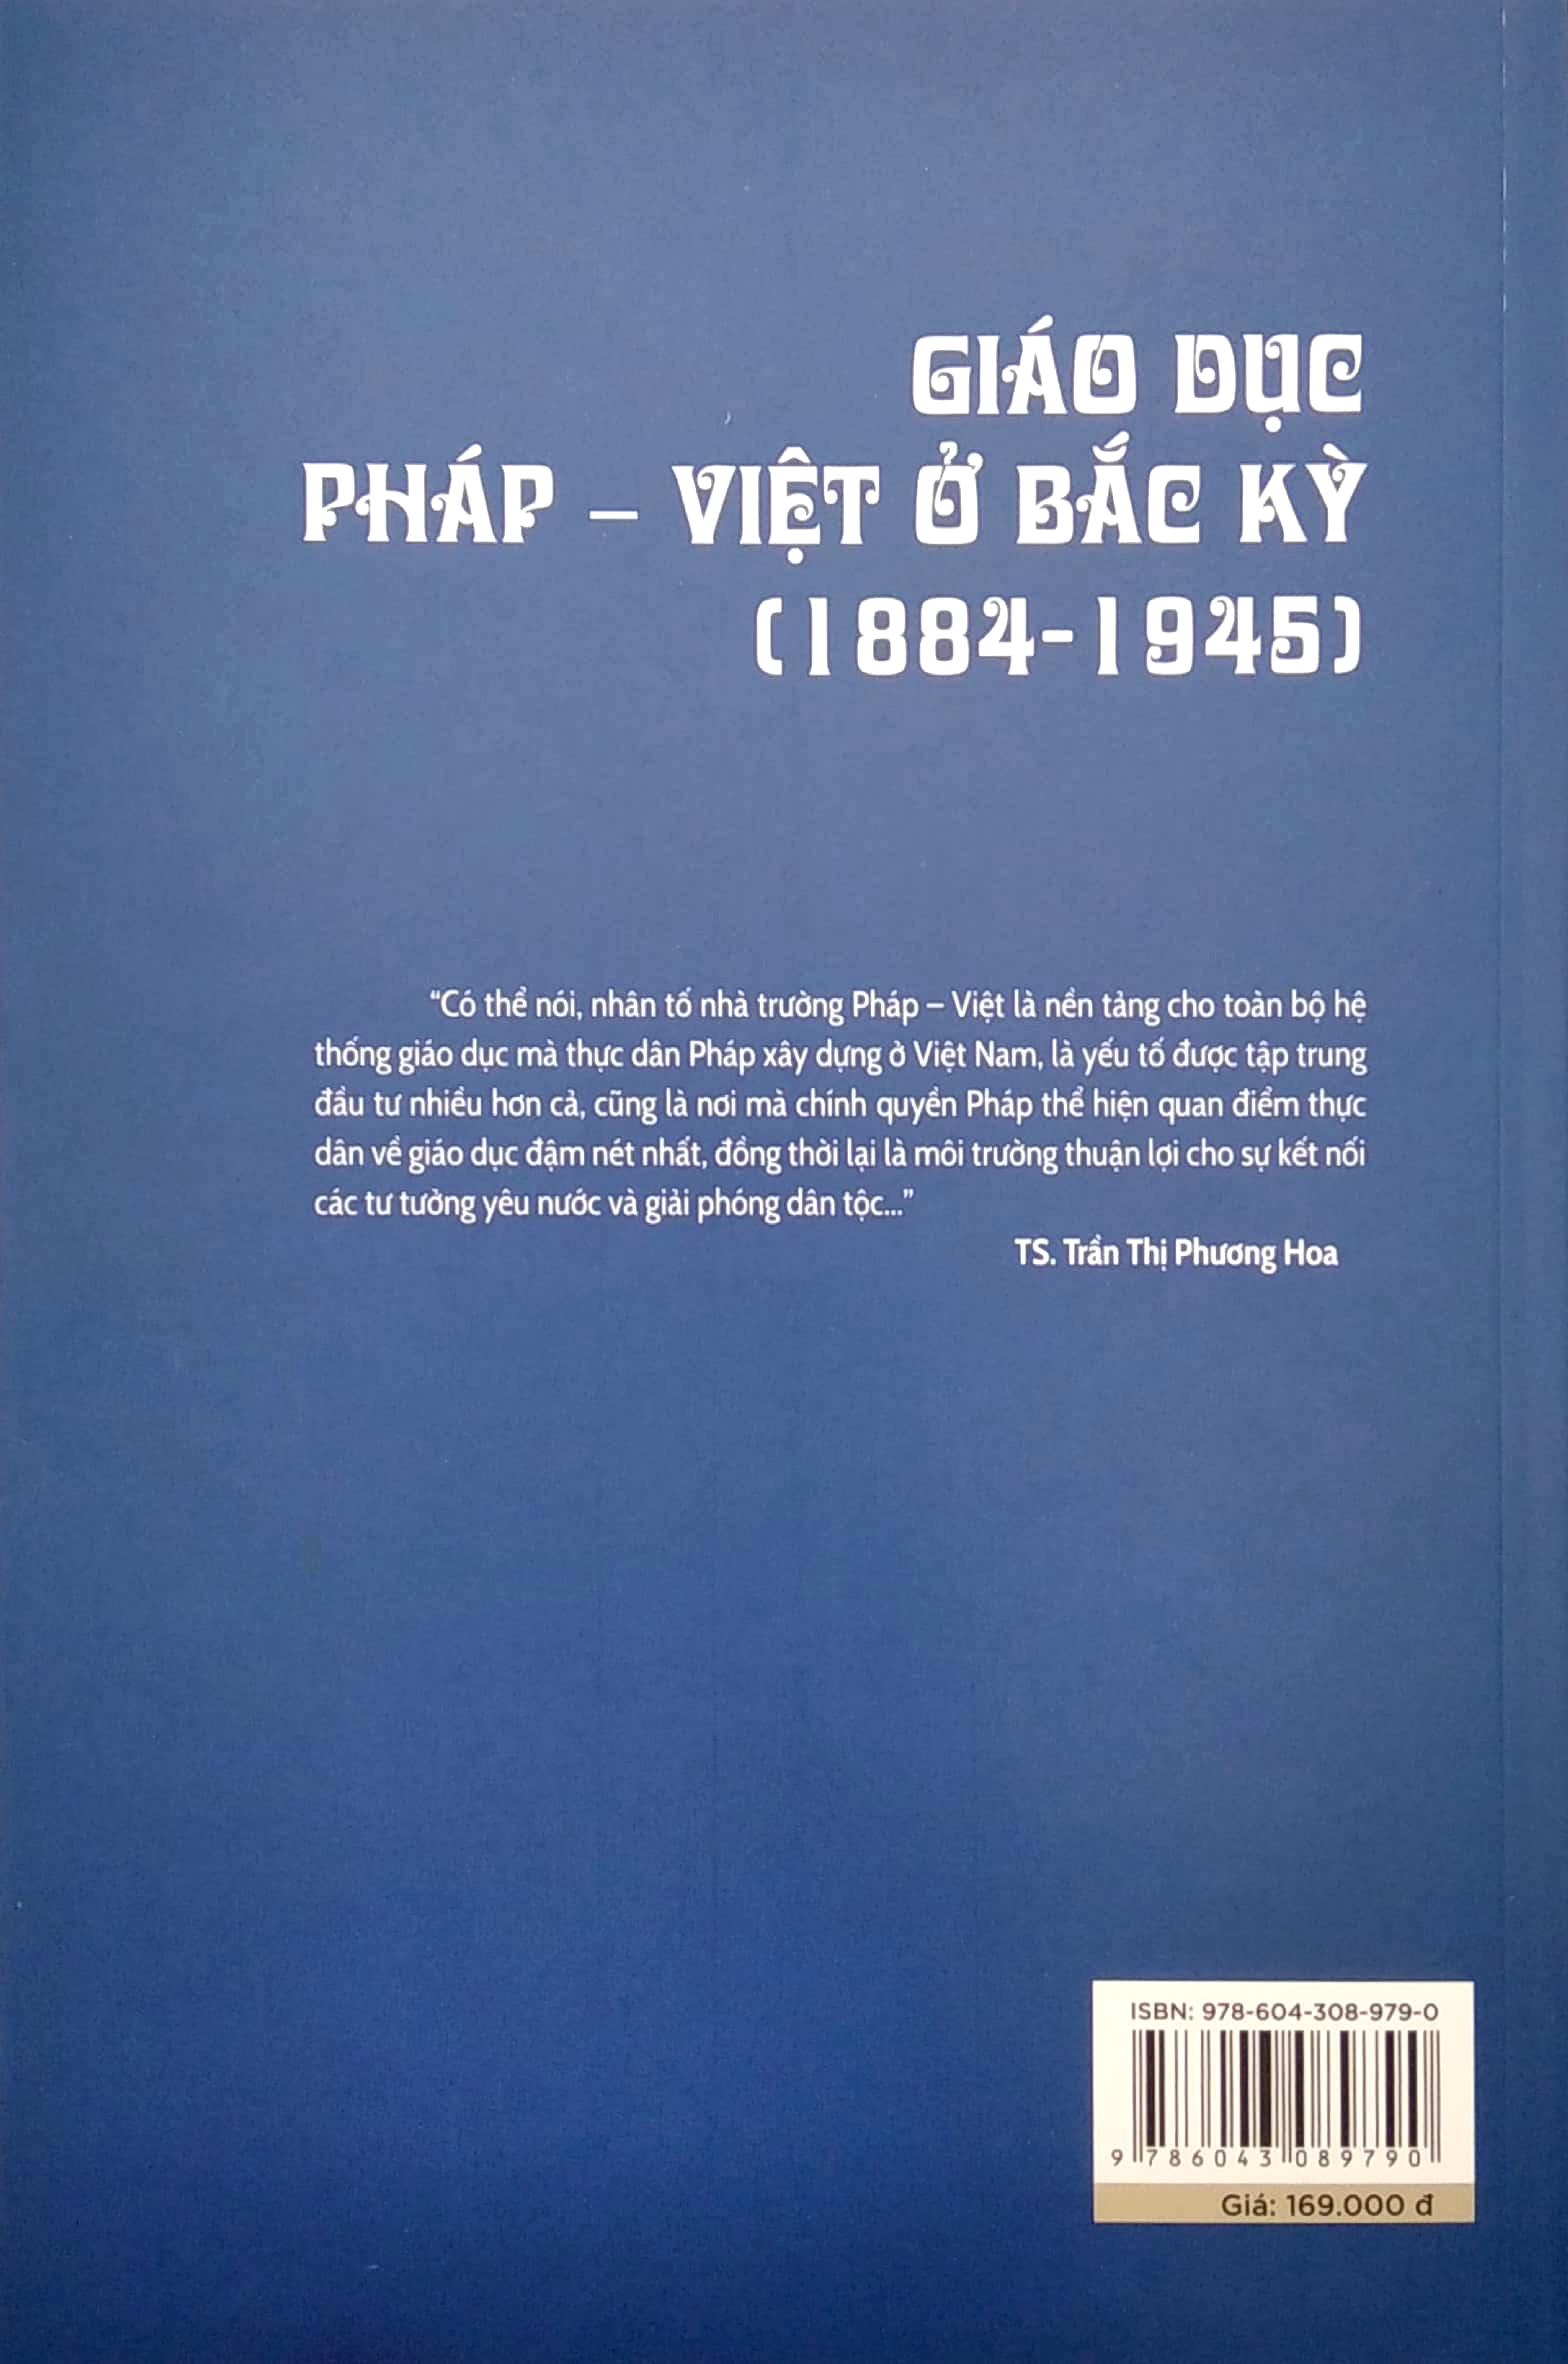 GIÁO DỤC
PHÁP – VIỆT Ở BẮC KỲ
(1884-1945)
“Có thể nói, nhân tố nhà trường Pháp – Việt là nền tảng cho toàn bộ hệ
thống giáo dục mà thực dân Pháp xây dựng ở Việt Nam, là yếu tố được tập trung
đầu tư nhiều hơn cả, cũng là nơi mà chính quyền Pháp thể hiện quan điểm thực
dân về giáo dục đậm nét nhất, đồng thời lại là môi trường thuận lợi cho sự kết nối
các tư tưởng yêu nước và giải phóng dân tộc...”
TS. Trần Thị Phương Hoa
ISBN: 978-604-308-979-0
9 786043 089790
Giá: 169.000 đ